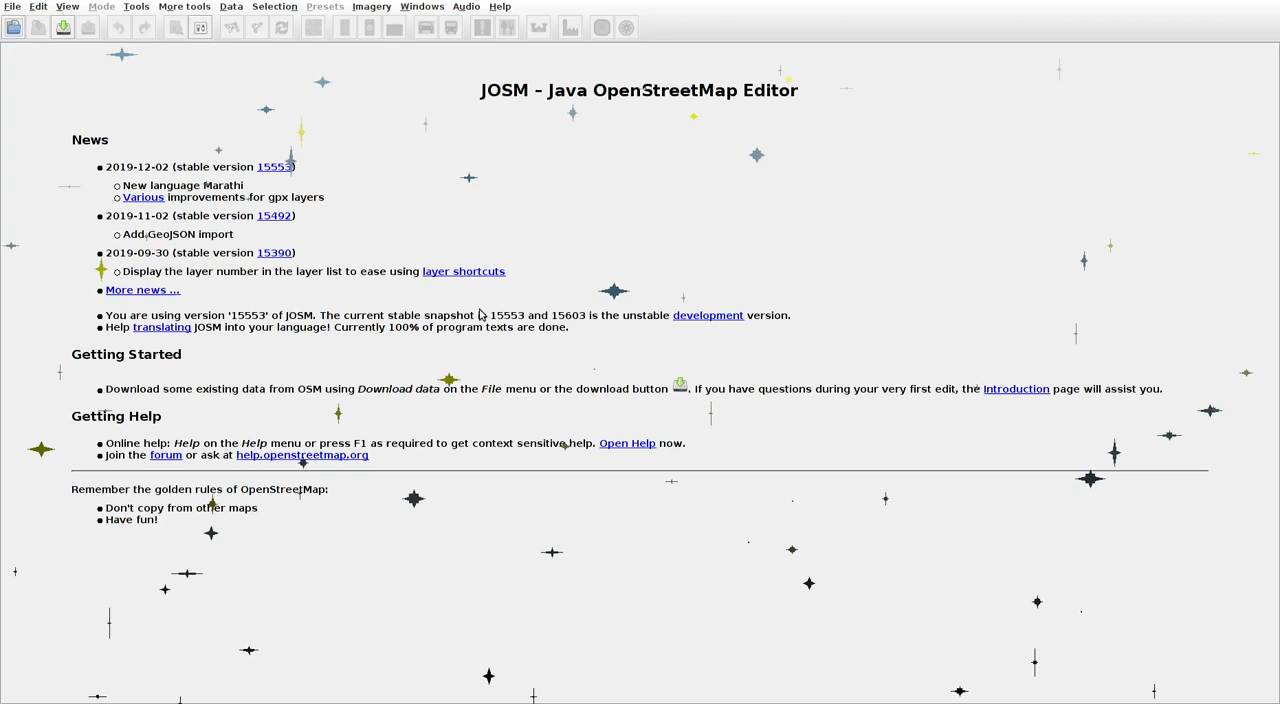 File Edit View Mode Tools More tools Data Selection Presets Imagery Windows Audio Help
JOSM – Java OpenStreetMap Editor
News
2019-12-02 (stable version 15553)
New language Marathi
Various improvements for gpx layers
2019-11-02 (stable version 15492)
Add GeoJSON import
2019-09-30 (stable version 15390)
Display the layer number in the layer list to ease using layer shortcuts
More news ...
You are using version '15553' of JOSM. The current stable snapshot is 15553 and 15603 is the unstable development version.
Help translating JOSM into your language! Currently 100% of program texts are done.
Getting Started
Download some existing data from OSM using Download data on the File menu or the download button . If you have questions during your very first edit, the Introduction page will assist you.
Getting Help
Online help: Help on the Help menu or press F1 as required to get context sensitive help. Open Help now.
Join the forum or ask at help.openstreetmap.org
Remember the golden rules of OpenStreetMap:
Don't copy from other maps
Have fun!